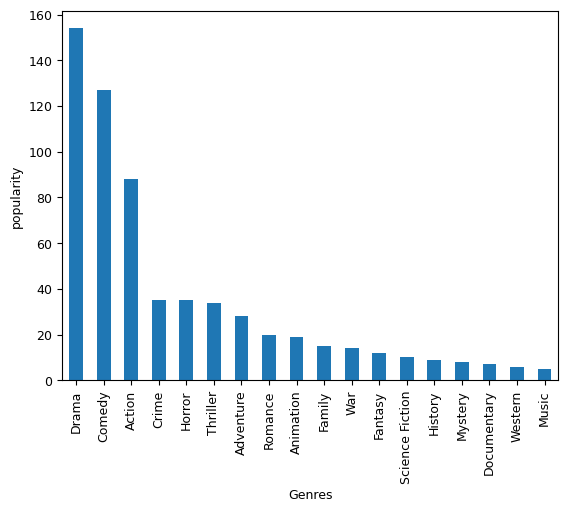 160
140
120
100
80
60
40
20
0
popularity
Drama
Comedy
Action
Crime
Horror
Thriller
Adventure
Romance
Animation
Family
War
Fantasy
Science Fiction
History
Mystery
Documentary
Western
Music
Genres